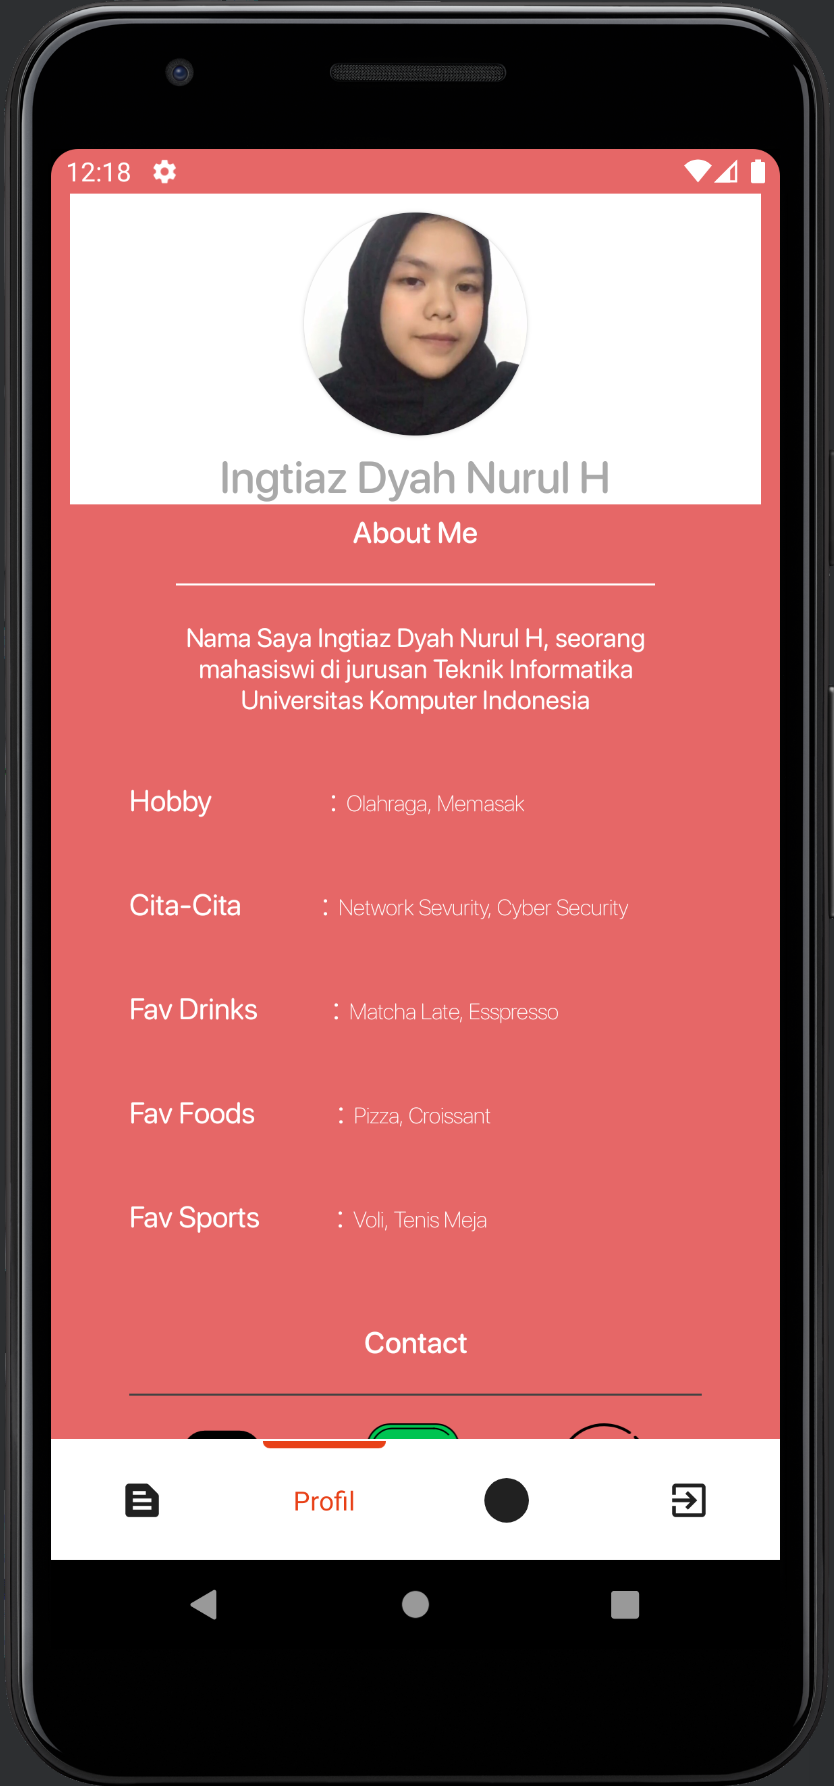 12:18
Ingtiaz Dyah Nurul H
About Me
Nama Saya Ingtiaz Dyah Nurul H, seorang
mahasiswi di jurusan Teknik Informatika
Universitas Komputer Indonesia
Hobby : Olahraga, Memasak
Cita-Cita : Network Sevurity, Cyber Security
Fav Drinks : Matcha Late, Esspresso
Fav Foods : Pizza, Croissant
Fav Sports : Voli, Tenis Meja
Contact
Profil